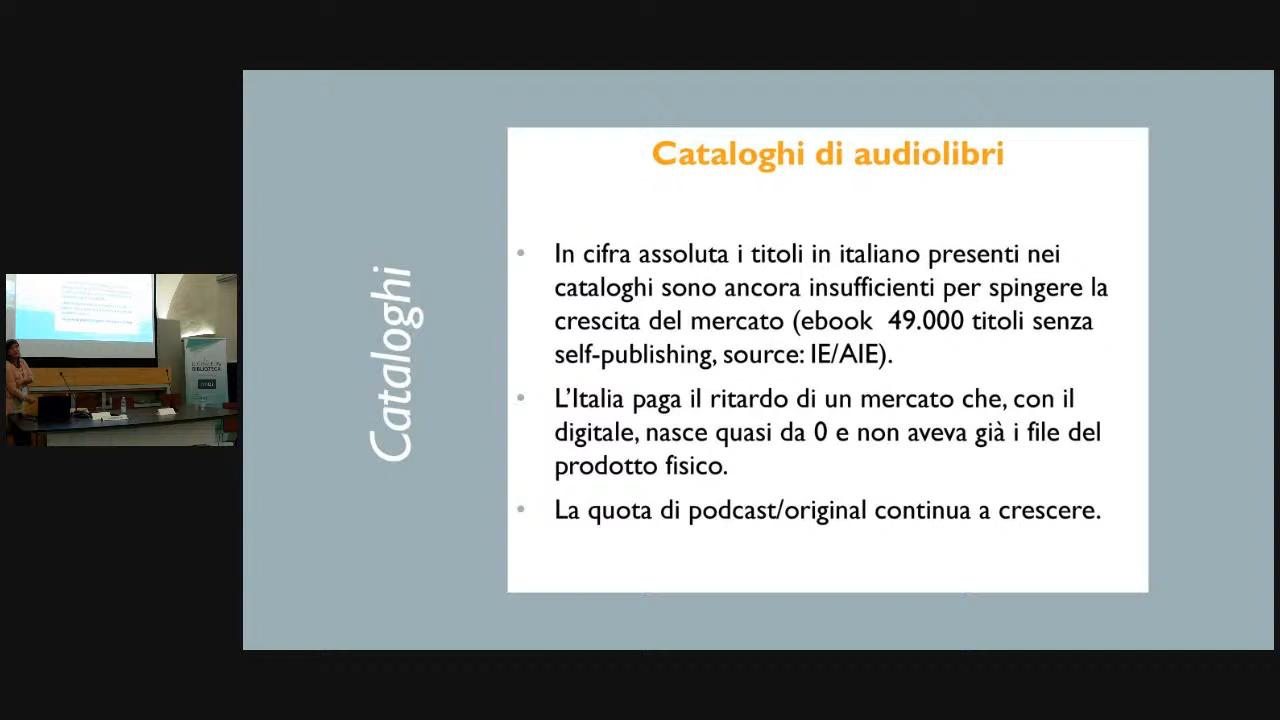 Cataloghi
Cataloghi di audiolibri
• In cifra assoluta i titoli in italiano presenti nei
cataloghi sono ancora insufficienti per spingere la
crescita del mercato (ebook 49.000 titoli senza
self-publishing, source: IE/AIE).
• L’Italia paga il ritardo di un mercato che, con il
digitale, nasce quasi da 0 e non aveva già i file del
prodotto fisico.
• La quota di podcast/original continua a crescere.
BIBLIOTECA